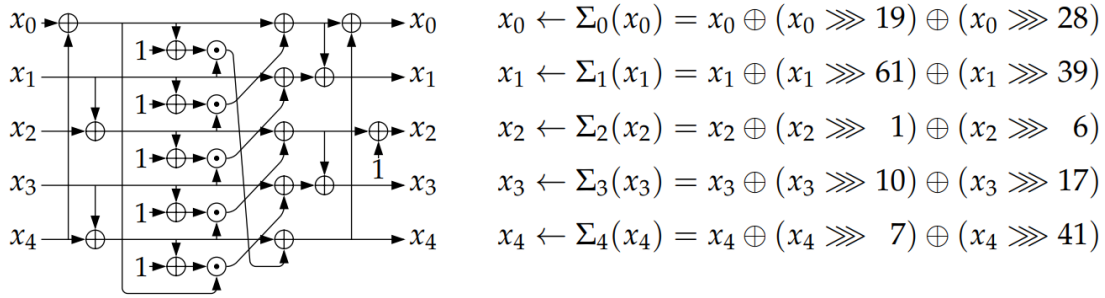 x₀ x₀ x₀ ← Σ₀(x₀) = x₀ ⊕ (x₀ ⋙ 19) ⊕ (x₀ ⋙ 28)
1
x₁ x₁ x₁ ← Σ₁(x₁) = x₁ ⊕ (x₁ ⋙ 61) ⊕ (x₁ ⋙ 39)
1
x₂ x₂ x₂ ← Σ₂(x₂) = x₂ ⊕ (x₂ ⋙ 1) ⊕ (x₂ ⋙ 6)
1 1
x₃ x₃ x₃ ← Σ₃(x₃) = x₃ ⊕ (x₃ ⋙ 10) ⊕ (x₃ ⋙ 17)
1
x₄ x₄ x₄ ← Σ₄(x₄) = x₄ ⊕ (x₄ ⋙ 7) ⊕ (x₄ ⋙ 41)
1